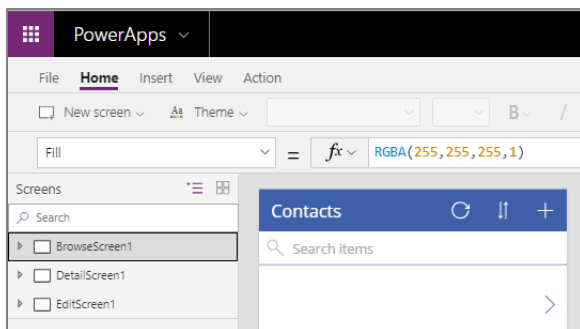 PowerApps
File Home Insert View Action
New screen Theme B /
Fill = fx RGBA(255,255,255,1)
Screens
Search
BrowseScreen1
DetailScreen1
EditScreen1
Contacts
Search items